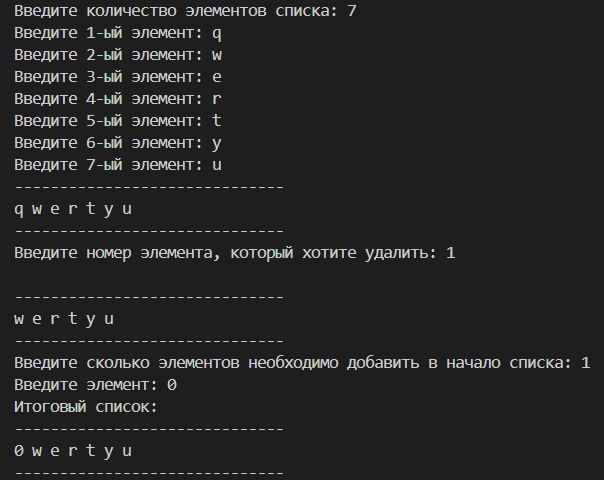 Введите количество элементов списка: 7
Введите 1-ый элемент: q
Введите 2-ый элемент: w
Введите 3-ый элемент: e
Введите 4-ый элемент: r
Введите 5-ый элемент: t
Введите 6-ый элемент: y
Введите 7-ый элемент: u
------------------------------
q w e r t y u
------------------------------
Введите номер элемента, который хотите удалить: 1
------------------------------
w e r t y u
------------------------------
Введите сколько элементов необходимо добавить в начало списка: 1
Введите элемент: 0
Итоговый список:
------------------------------
0 w e r t y u
------------------------------